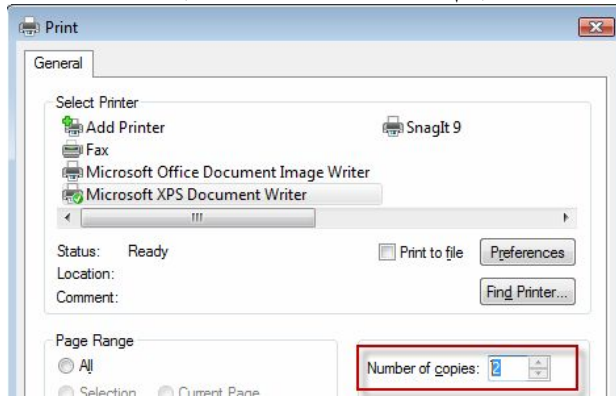 Print
General
Select Printer
Add Printer
SnagIt 9
Fax
Microsoft Office Document Image Writer
Microsoft XPS Document Writer
Status: Ready
Print to file
Preferences
Location:
Comment:
Find Printer...
Page Range
All
Number of copies: 2
Selection
Current Page